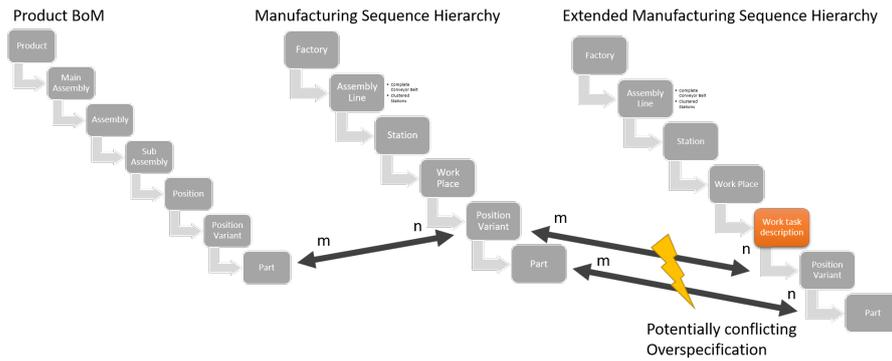 Product BoM
Product
Main
Assembly
Assembly
Sub
Assembly
Position
Position
Variant
Part
m
n
Manufacturing Sequence Hierarchy
Factory
Assembly
Line
• Complete
Conveyor Belt
• Clustered
Stations
Station
Work
Place
Position
Variant
Part
m
n
m
n
Extended Manufacturing Sequence Hierarchy
Factory
Assembly
Line
• Complete
Conveyor Belt
• Clustered
Stations
Station
Work Place
Work task
description
Position
Variant
Part
Potentially conflicting
Overspecification